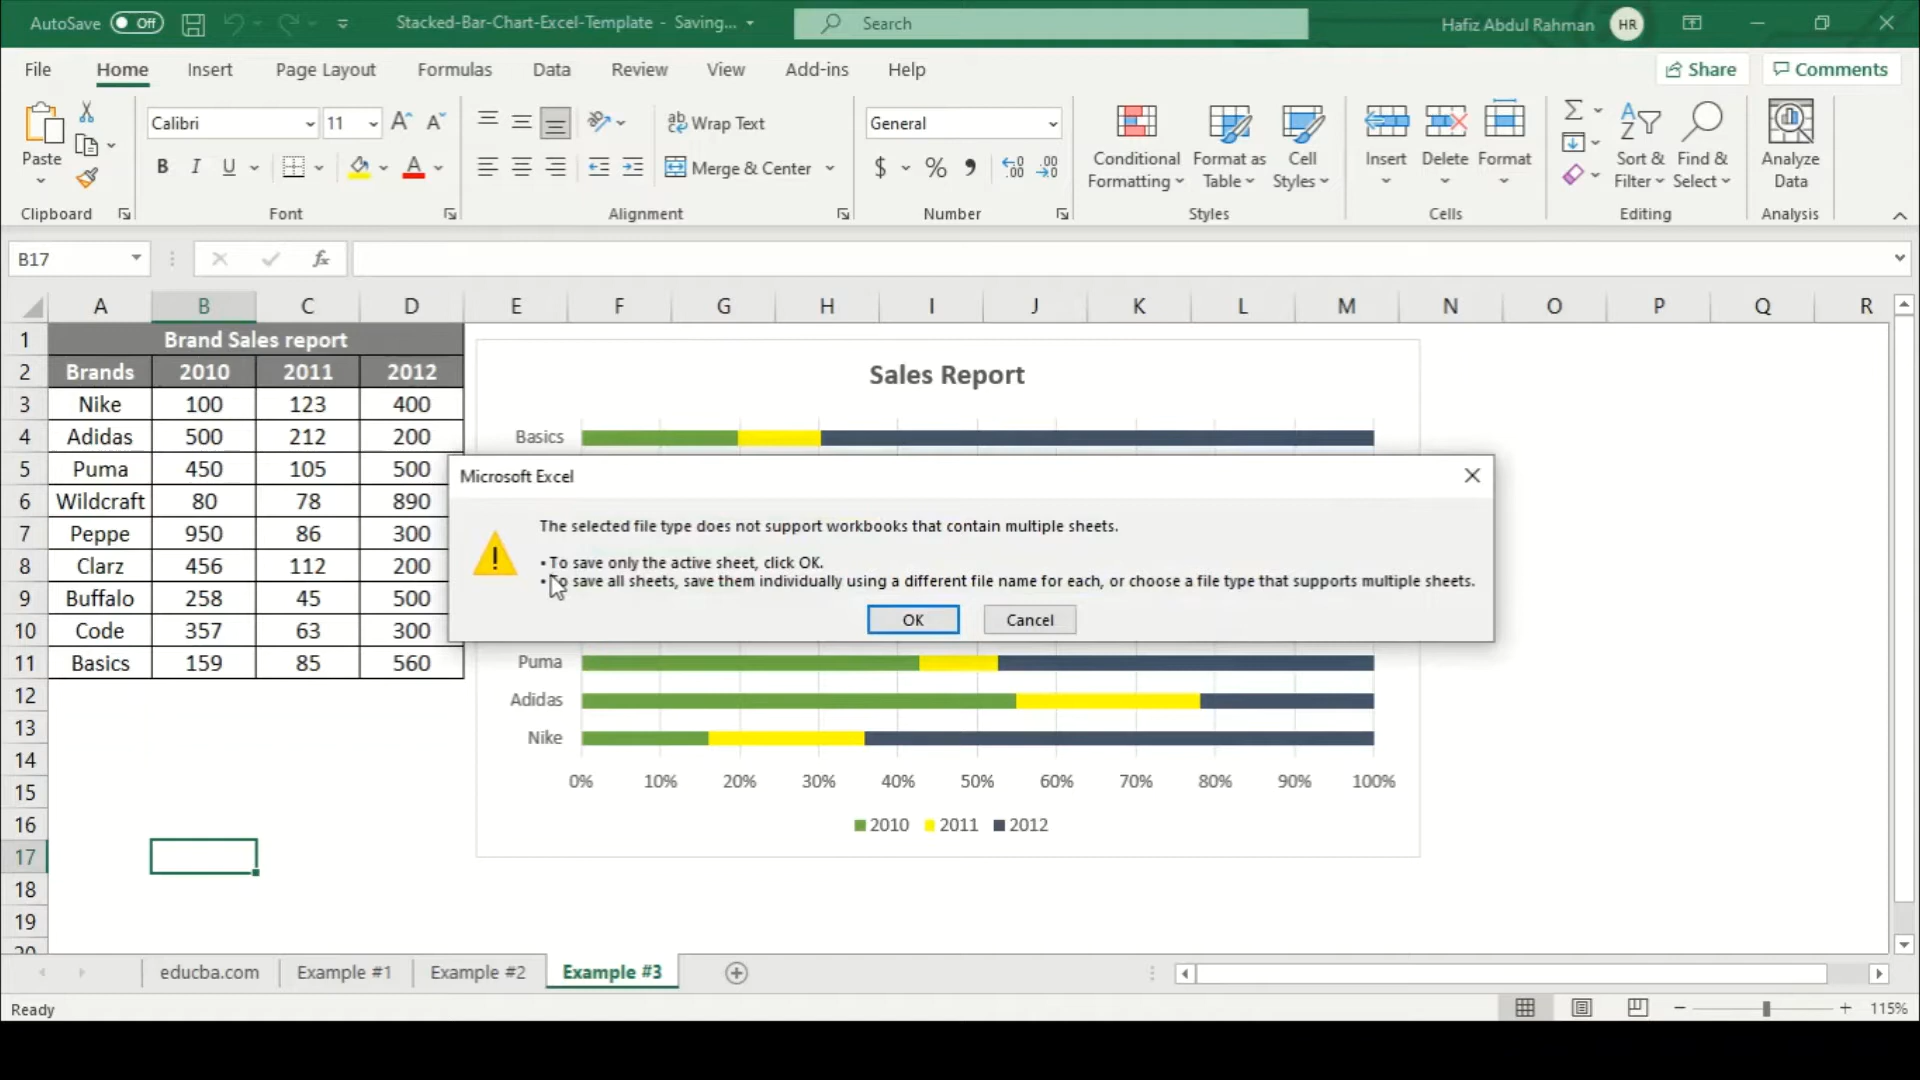 AutoSave Off Stacked-Bar-Chart-Excel-Template - Saving... Search Hafiz Abdul Rahman HR
File Home Insert Page Layout Formulas Data Review View Add-ins Help Share Comments
Calibri 11 Wrap Text General
Paste B I U A Merge & Center $ % Conditional Formatting Format as Table Cell Styles Insert Delete Format Sort & Filter Find & Select Analyze Data
Clipboard Font Alignment Number Styles Cells Editing Analysis
B17 fx
A B C D E F G H I J K L M N O P Q R
1 Brand Sales report
2 Brands 2010 2011 2012
3 Nike 100 123 400
4 Adidas 500 212 200
5 Puma 450 105 500
6 Wildcraft 80 78 890
7 Peppe 950 86 300
8 Clarz 456 112 200
9 Buffalo 258 45 500
10 Code 357 63 300
11 Basics 159 85 560
12
13
14
15
16
17
18
19
20
Sales Report
Basics
Microsoft Excel
The selected file type does not support workbooks that contain multiple sheets.
• To save only the active sheet, click OK.
• To save all sheets, save them individually using a different file name for each, or choose a file type that supports multiple sheets.
OK Cancel
Puma
Adidas
Nike
0% 10% 20% 30% 40% 50% 60% 70% 80% 90% 100%
2010 2011 2012
educba.com Example #1 Example #2 Example #3
Ready 115%